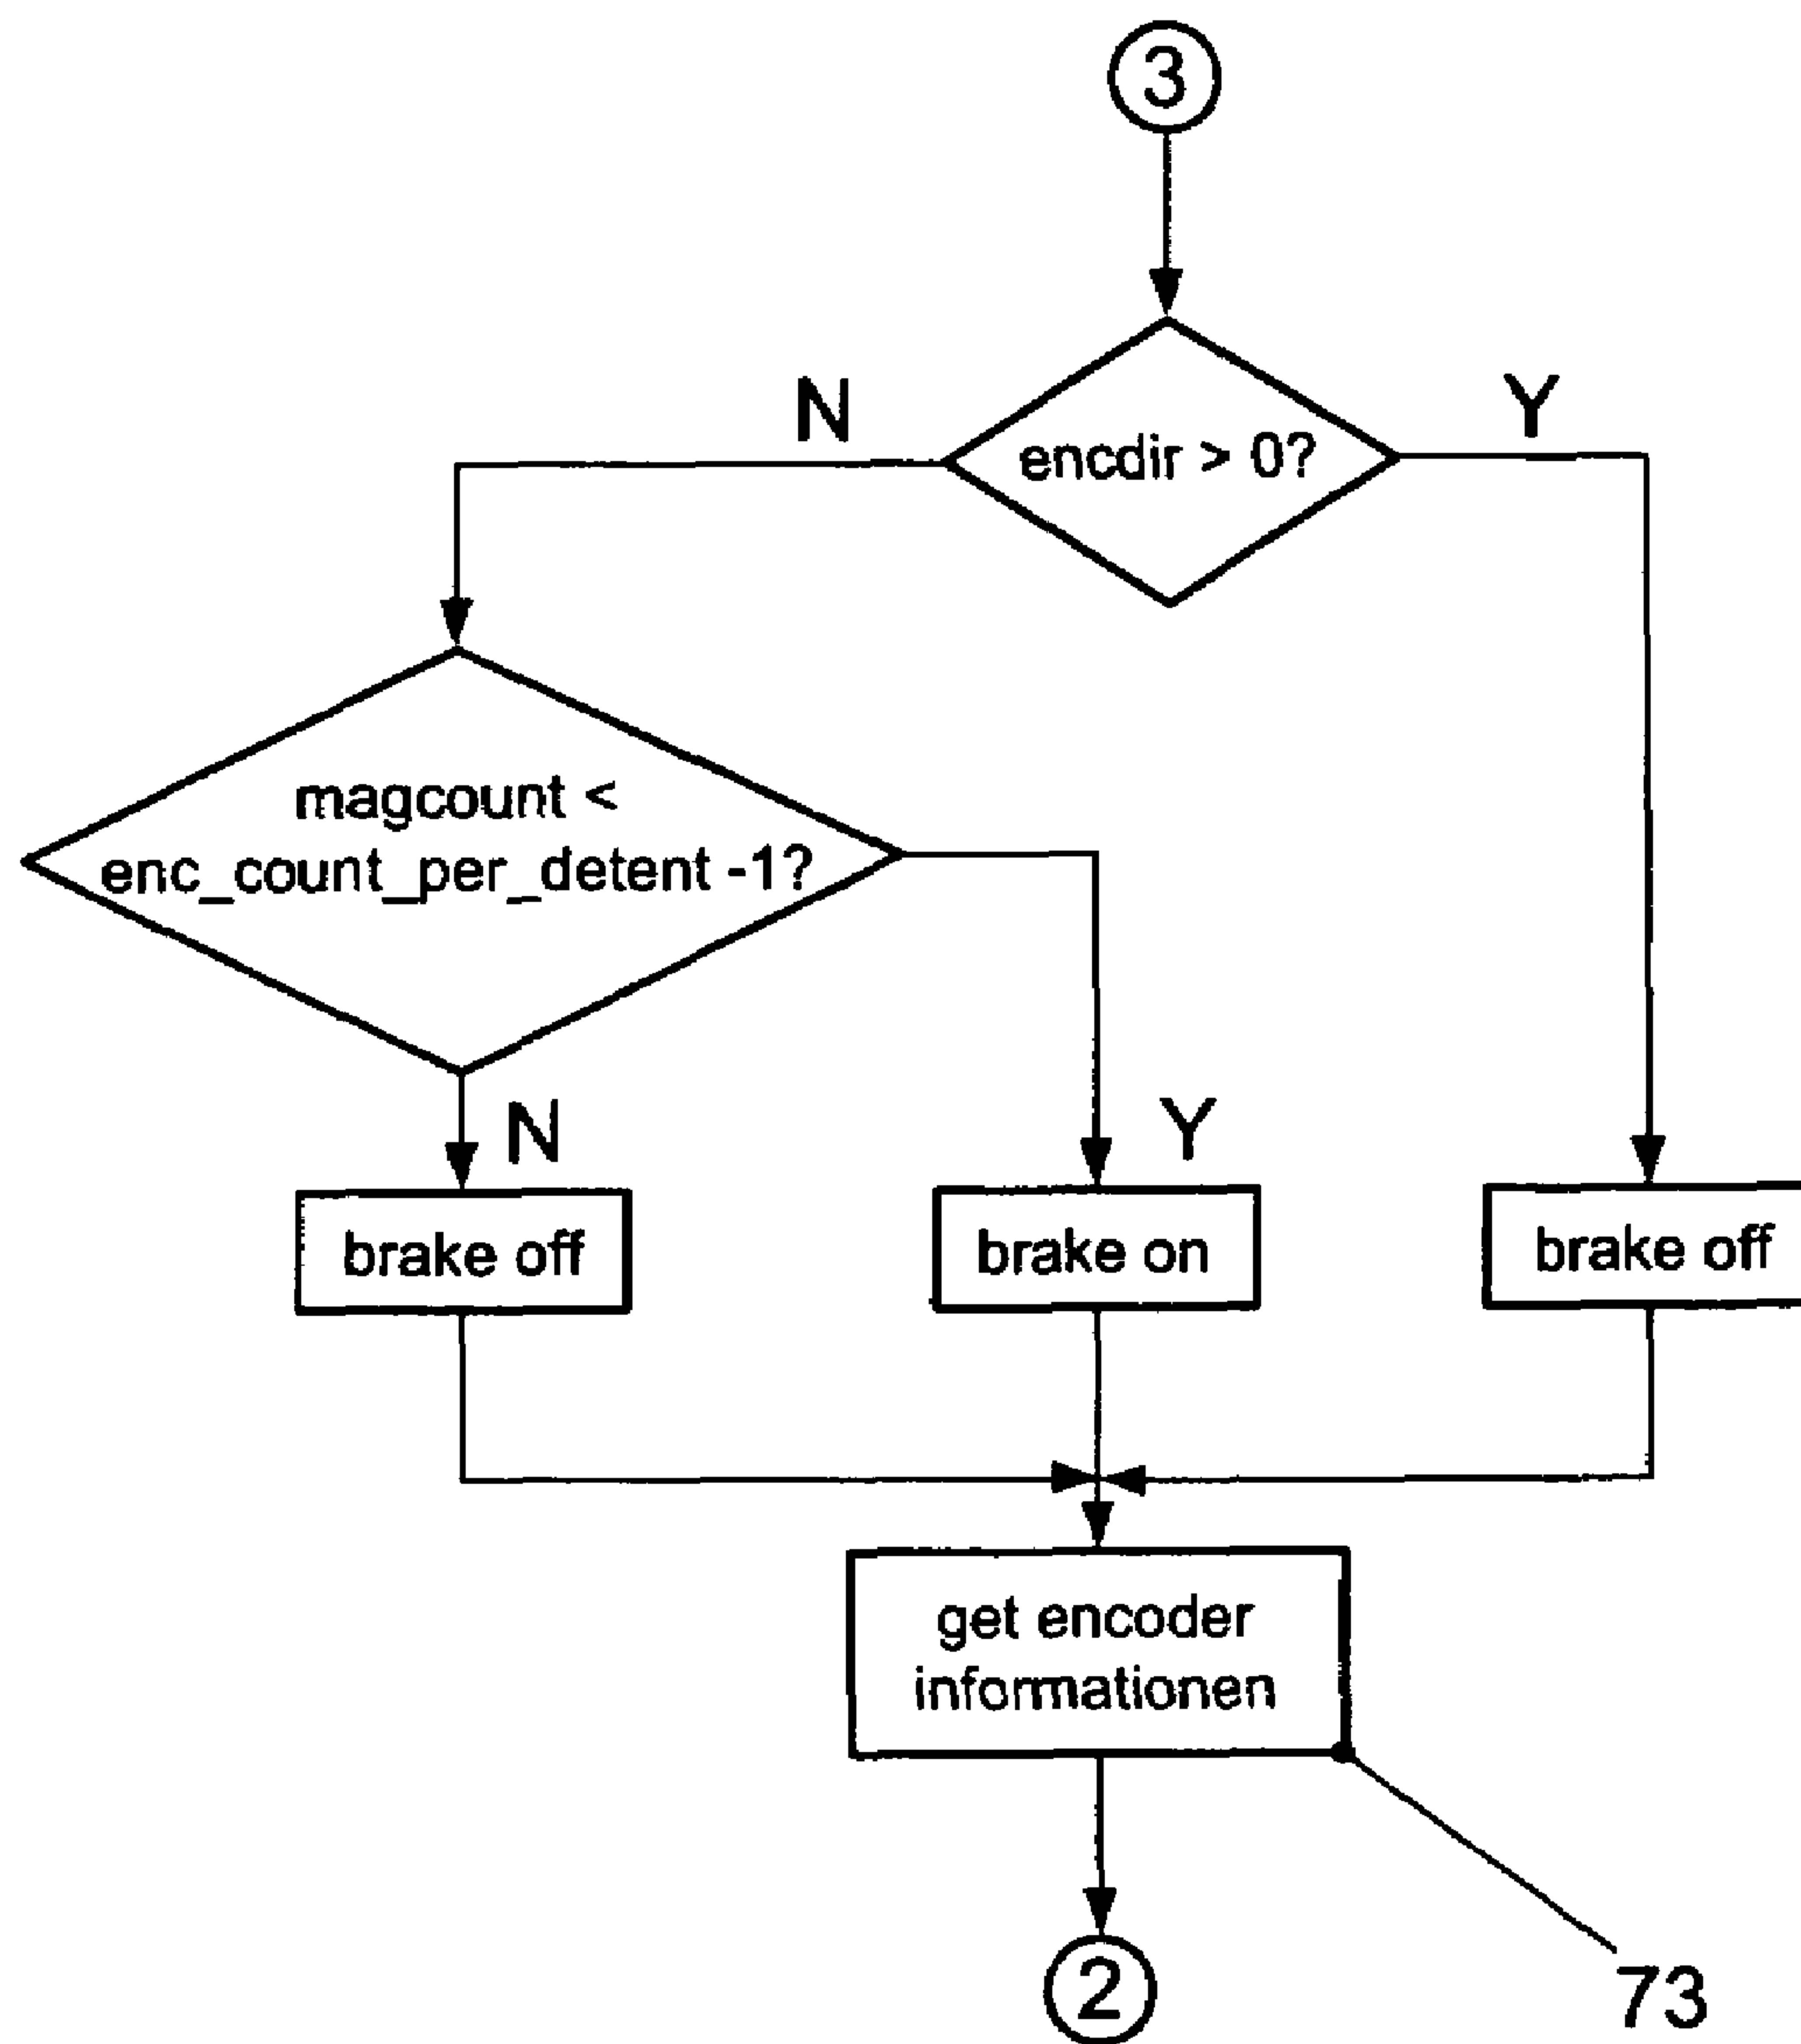 3
N
Y
encdir > 0?
magcount <
enc_count_per_detent -1?
N
Y
brake off
brake on
brake off
get encoder
informationen
2
73